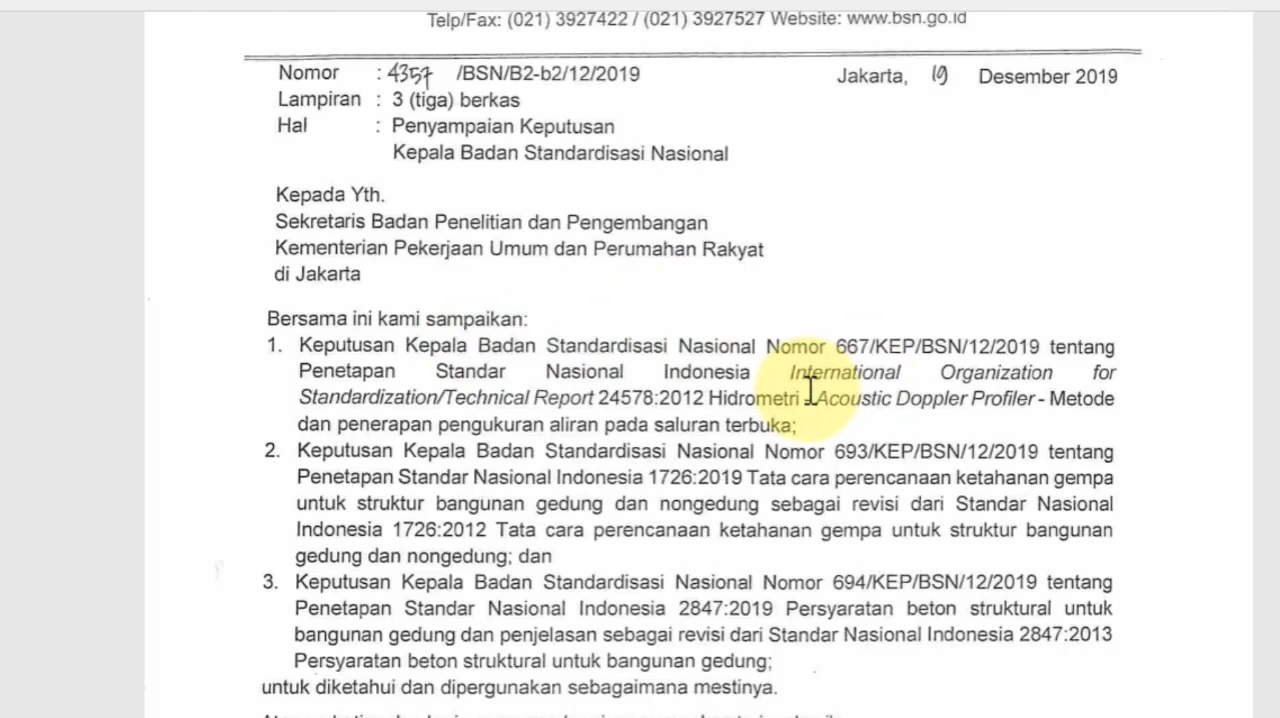 Telp/Fax: (021) 3927422 / (021) 3927527 Website: www.bsn.go.id
Nomor : 4357 /BSN/B2-b2/12/2019 Jakarta, 19 Desember 2019
Lampiran : 3 (tiga) berkas
Hal : Penyampaian Keputusan
Kepala Badan Standardisasi Nasional
Kepada Yth.
Sekretaris Badan Penelitian dan Pengembangan
Kementerian Pekerjaan Umum dan Perumahan Rakyat
di Jakarta
Bersama ini kami sampaikan:
1. Keputusan Kepala Badan Standardisasi Nasional Nomor 667/KEP/BSN/12/2019 tentang
Penetapan Standar Nasional Indonesia International Organization for
Standardization/Technical Report 24578:2012 Hidrometri - Acoustic Doppler Profiler - Metode
dan penerapan pengukuran aliran pada saluran terbuka;
2. Keputusan Kepala Badan Standardisasi Nasional Nomor 693/KEP/BSN/12/2019 tentang
Penetapan Standar Nasional Indonesia 1726:2019 Tata cara perencanaan ketahanan gempa
untuk struktur bangunan gedung dan nongedung sebagai revisi dari Standar Nasional
Indonesia 1726:2012 Tata cara perencanaan ketahanan gempa untuk struktur bangunan
gedung dan nongedung; dan
3. Keputusan Kepala Badan Standardisasi Nasional Nomor 694/KEP/BSN/12/2019 tentang
Penetapan Standar Nasional Indonesia 2847:2019 Persyaratan beton struktural untuk
bangunan gedung dan penjelasan sebagai revisi dari Standar Nasional Indonesia 2847:2013
Persyaratan beton struktural untuk bangunan gedung;
untuk diketahui dan dipergunakan sebagaimana mestinya.